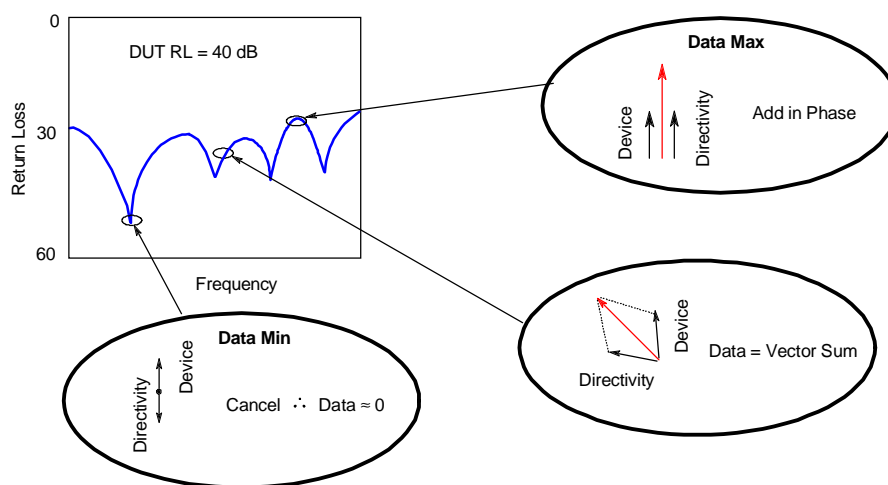 0
DUT RL = 40 dB
30
60
Return Loss
Frequency
Data Max
Device
Directivity
Add in Phase
Device
Directivity
Data = Vector Sum
Data Min
Directivity
Device
Cancel ∴ Data ≈ 0